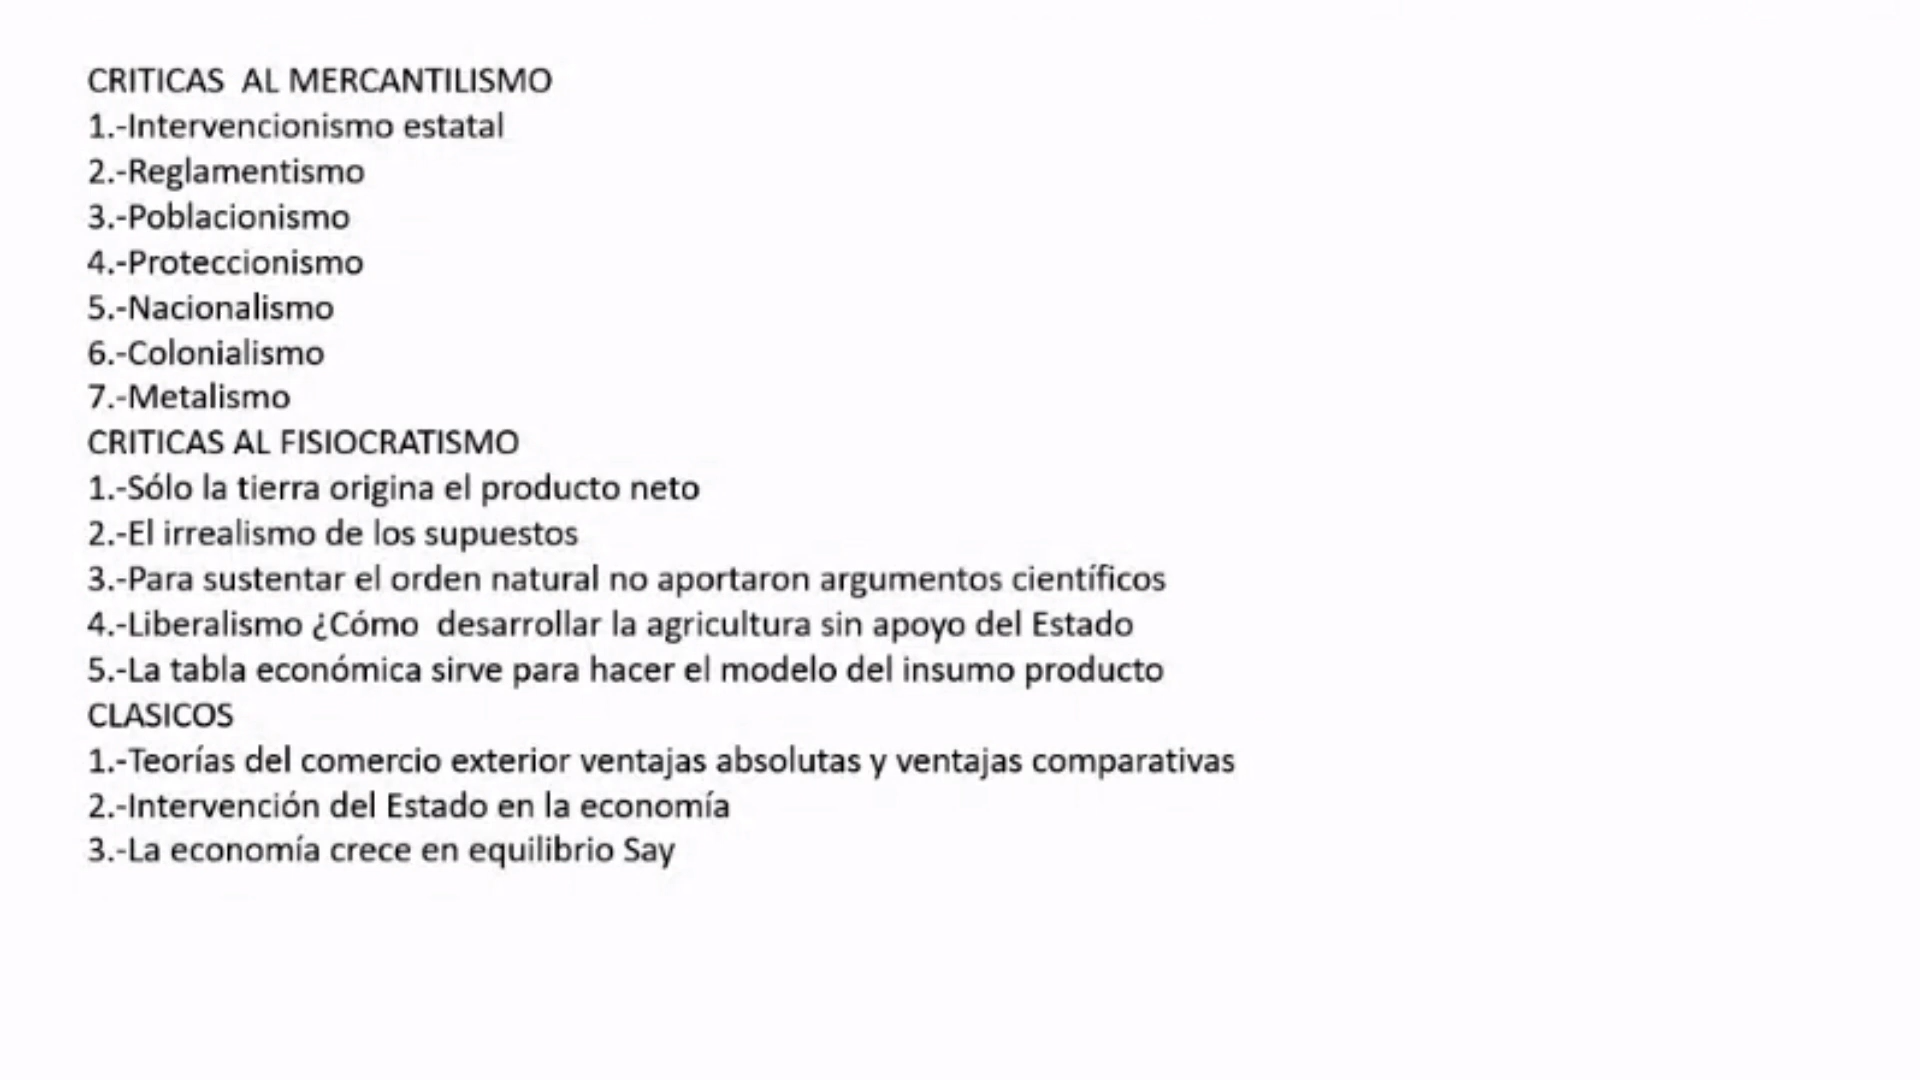 CRITICAS  AL MERCANTILISMO
1.-Intervencionismo estatal
2.-Reglamentismo
3.-Poblacionismo
4.-Proteccionismo
5.-Nacionalismo
6.-Colonialismo
7.-Metalismo
CRITICAS AL FISIOCRATISMO
1.-Sólo la tierra origina el producto neto
2.-El irrealismo de los supuestos
3.-Para sustentar el orden natural no aportaron argumentos científicos
4.-Liberalismo ¿Cómo  desarrollar la agricultura sin apoyo del Estado
5.-La tabla económica sirve para hacer el modelo del insumo producto
CLASICOS
1.-Teorías del comercio exterior ventajas absolutas y ventajas comparativas
2.-Intervención del Estado en la economía
3.-La economía crece en equilibrio Say